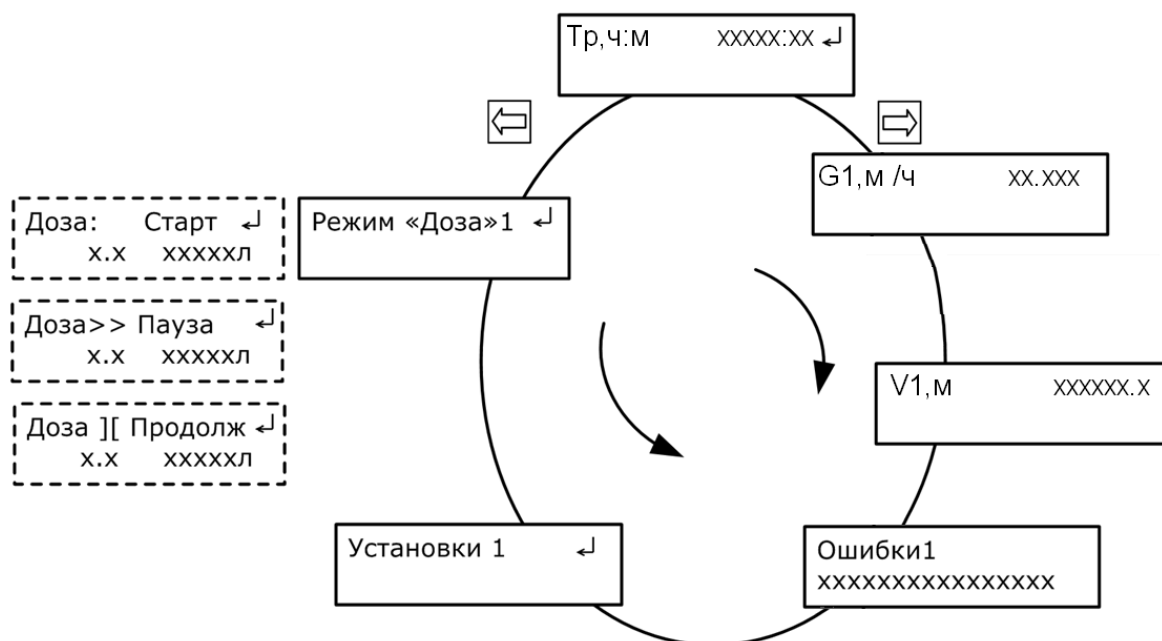 Тр,ч:м xxxxx:xx ↲
G1,м /ч xx.xxx
Режим «Доза»1 ↲
Доза: Старт ↲
x.x xxxxxл
Доза>> Пауза ↲
x.x xxxxxл
V1,м xxxxxx.x
Доза ][ Продолж ↲
x.x xxxxxл
Установки 1 ↲
Ошибки1
xxxxxxxxxxxxxxxx